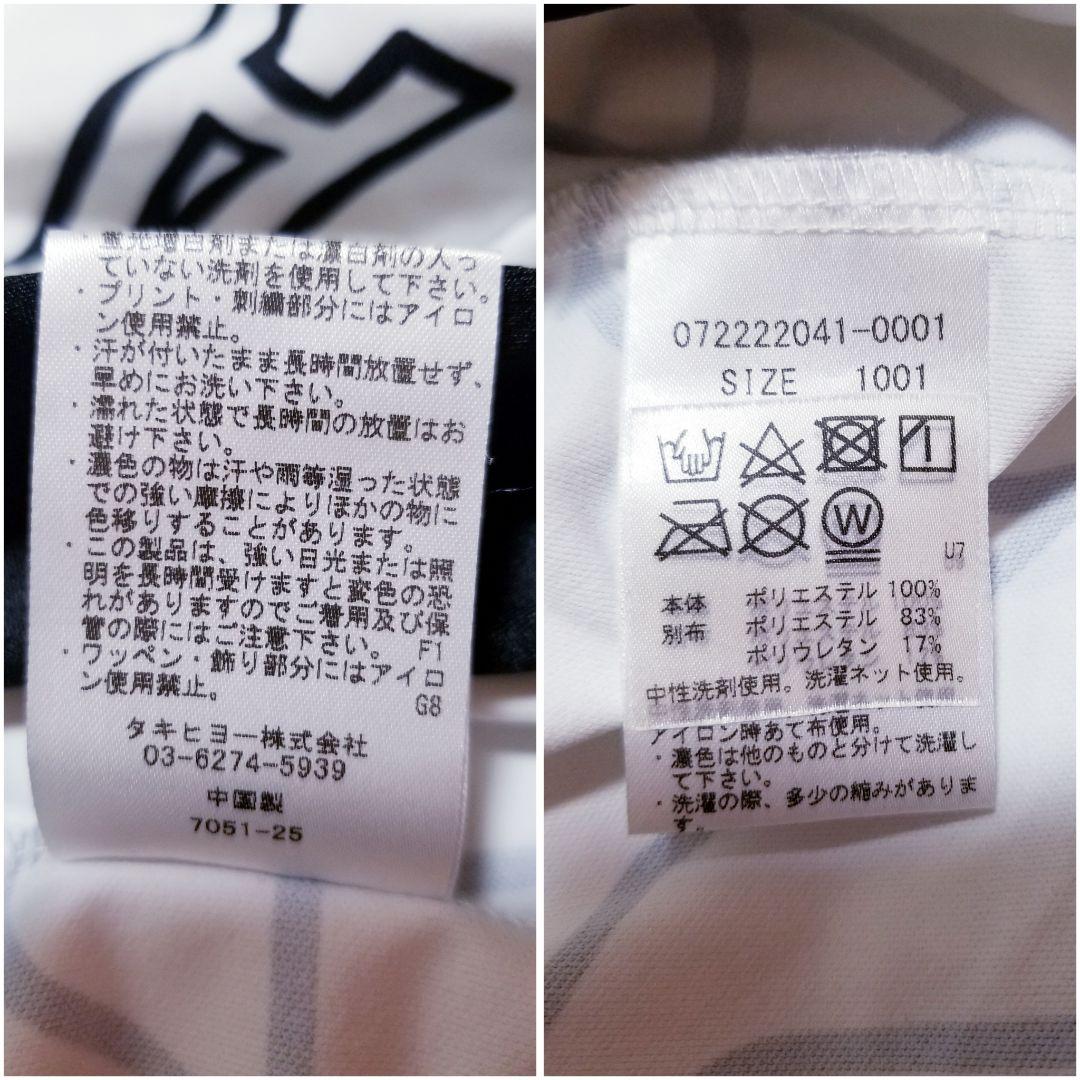 蛍光増白剤または漂白剤の入っ
ていない洗剤を使用して下さい。
・プリント・刺繍部分にはアイロ
ン使用禁止。
・汗が付いたまま長時間放置せず、
早めにお洗い下さい。
・濡れた状態で長時間の放置はお
避け下さい。
・濃色の物は汗や雨等湿った状態
での強い摩擦によりほかの物に
色移りすることがあります。
・この製品は、強い日光または照
明を長時間受けますと変色の恐
れがありますのでご着用及び保
管の際にはご注意下さい。 F1
・ワッペン・飾り部分にはアイロ
ン使用禁止。 G8
タキヒヨー株式会社
03-6274-5939
中国製
7051-25
072222041-0001
SIZE 1001
W
U7
本体 ポリエステル 100%
別布 ポリエステル 83%
ポリウレタン 17%
中性洗剤使用。洗濯ネット使用。
アイロン時あて布使用。
・濃色は他のものと分けて洗濯し
て下さい。
・洗濯の際、多少の縮みがありま
す。